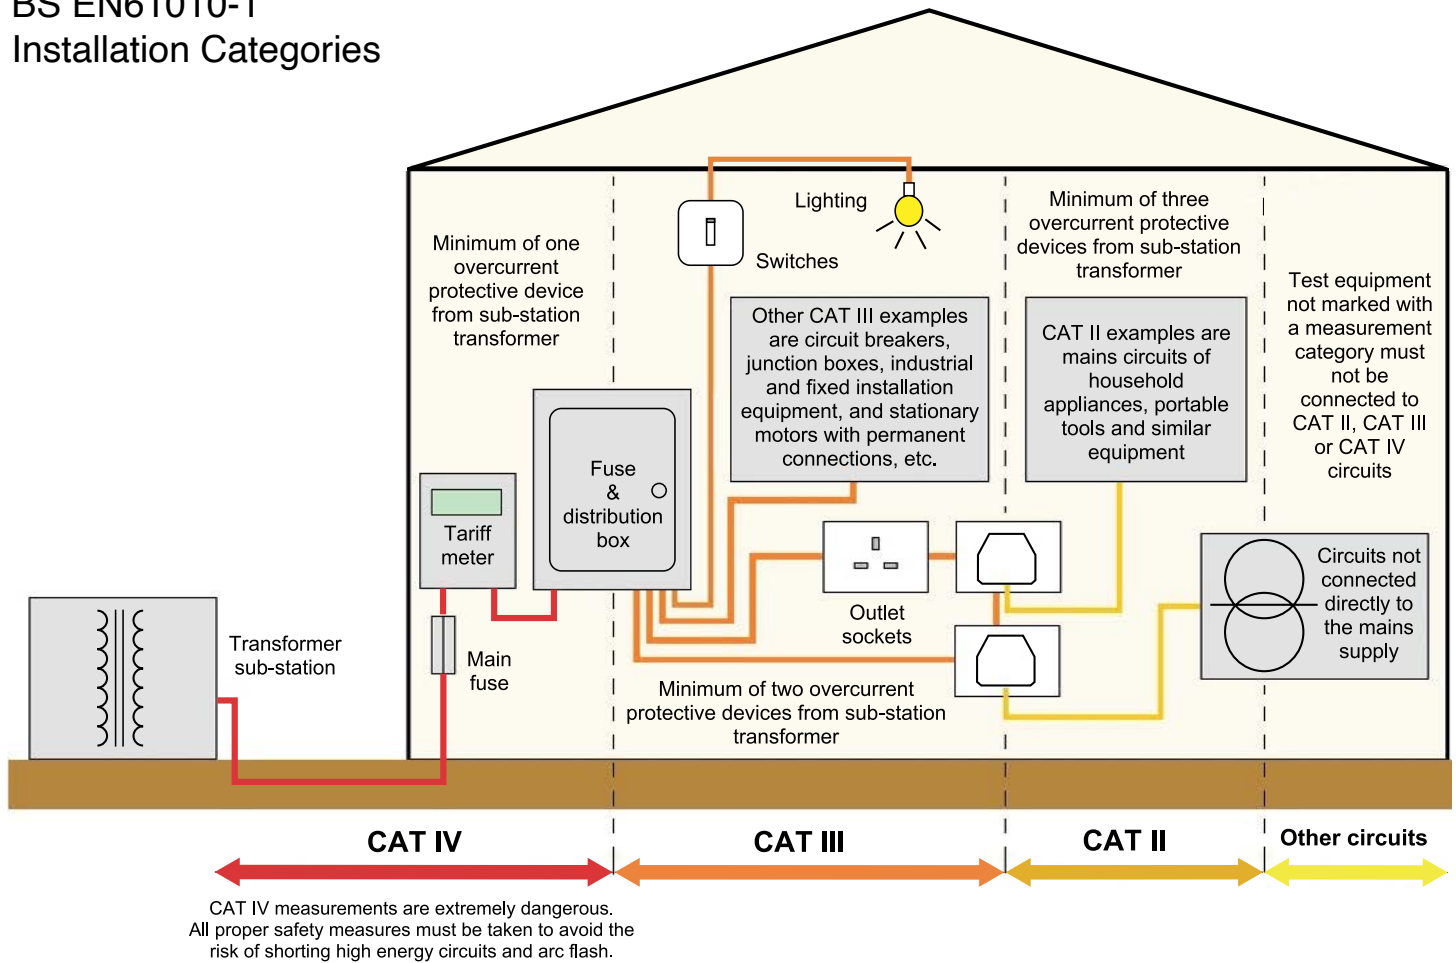 BS EN61010-1
Installation Categories
Lighting
Switches
Minimum of one
overcurrent
protective device
from sub-station
transformer
Other CAT III examples
are circuit breakers,
junction boxes, industrial
and fixed installation
equipment, and stationary
motors with permanent
connections, etc.
Minimum of three
overcurrent protective
devices from sub-station
transformer
CAT II examples are
mains circuits of
household
appliances, portable
tools and similar
equipment
Test equipment
not marked with
a measurement
category must
not be
connected to
CAT II, CAT III
or CAT IV
circuits
Fuse
&
distribution
box
Tariff
meter
Outlet
sockets
Circuits not
connected
directly to
the mains
supply
Transformer
sub-station
Main
fuse
Minimum of two overcurrent
protective devices from sub-station
transformer
CAT IV
CAT III
CAT II
Other circuits
CAT IV measurements are extremely dangerous.
All proper safety measures must be taken to avoid the
risk of shorting high energy circuits and arc flash.